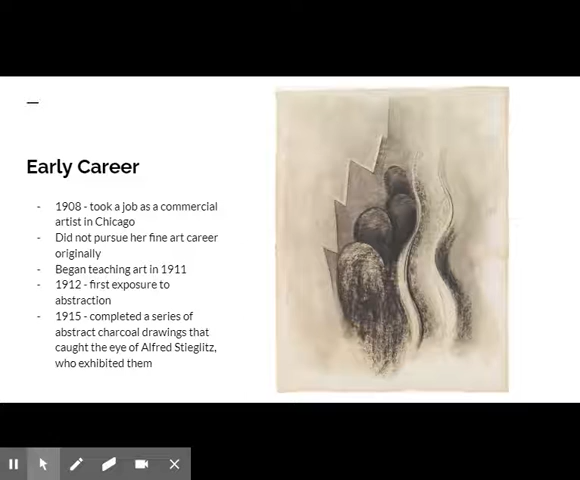 Early Career
- 1908 - took a job as a commercial
artist in Chicago
- Did not pursue her fine art career
originally
- Began teaching art in 1911
- 1912 - first exposure to
abstraction
- 1915 - completed a series of
abstract charcoal drawings that
caught the eye of Alfred Stieglitz,
who exhibited them